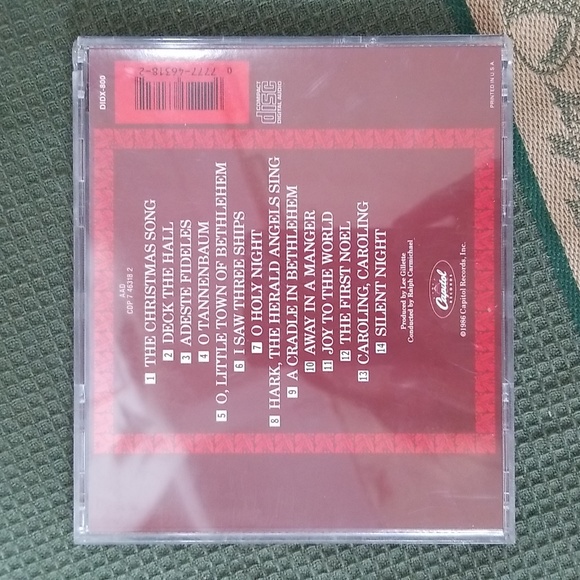 DIDX-800
0 7777-46318-2
COMPACT
disc
DIGITAL AUDIO
PRINTED IN U S A
AAD
CDP 7 46318 2
1 THE CHRISTMAS SONG
2 DECK THE HALL
3 ADESTE FIDELES
4 O TANNENBAUM
5 O, LITTLE TOWN OF BETHLEHEM
6 I SAW THREE SHIPS
7 O HOLY NIGHT
8 HARK, THE HERALD ANGELS SING
9 A CRADLE IN BETHLEHEM
10 AWAY IN A MANGER
11 JOY TO THE WORLD
12 THE FIRST NOEL
13 CAROLING, CAROLING
14 SILENT NIGHT
Produced by Lee Gillette
Conducted by Ralph Carmichael
Capitol
RECORDS
©1986 Capitol Records, Inc.